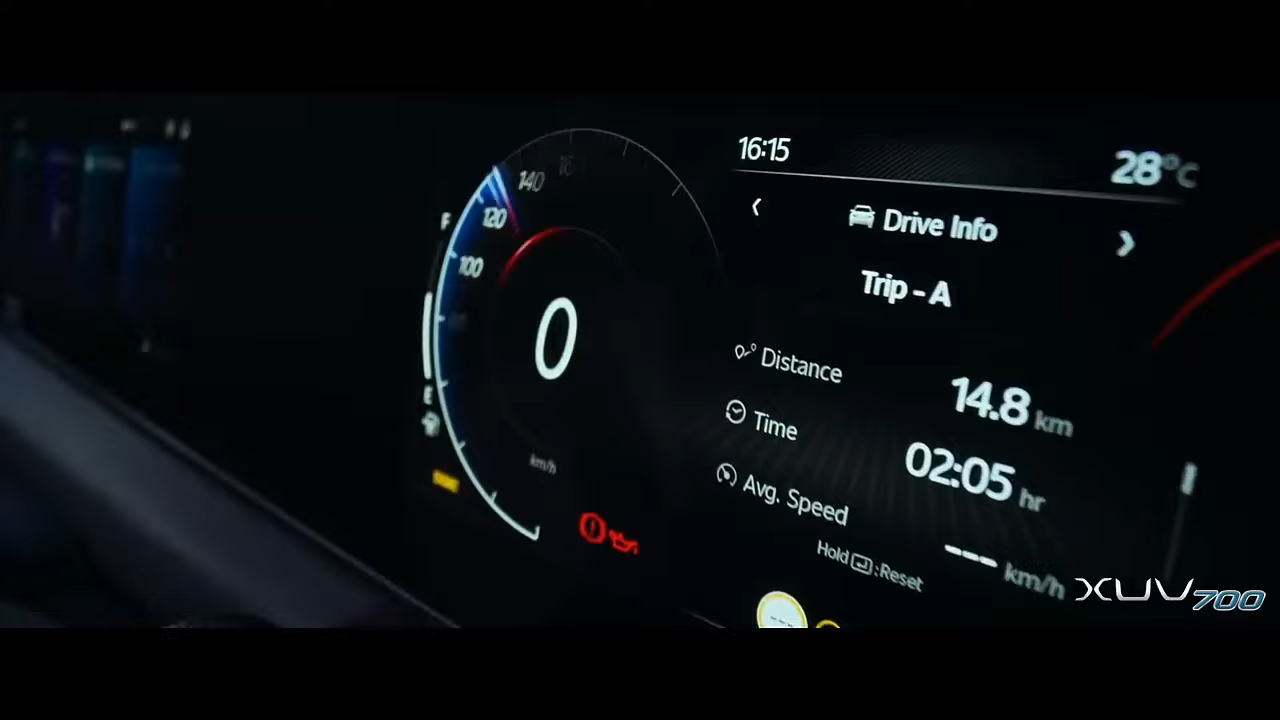 16:15
28°C
Drive Info
Trip - A
Distance
14.8 km
Time
02:05 hr
Avg. Speed
--- km/h
Hold :Reset
160
140
120
100
F
0
E
km/h
XUV700